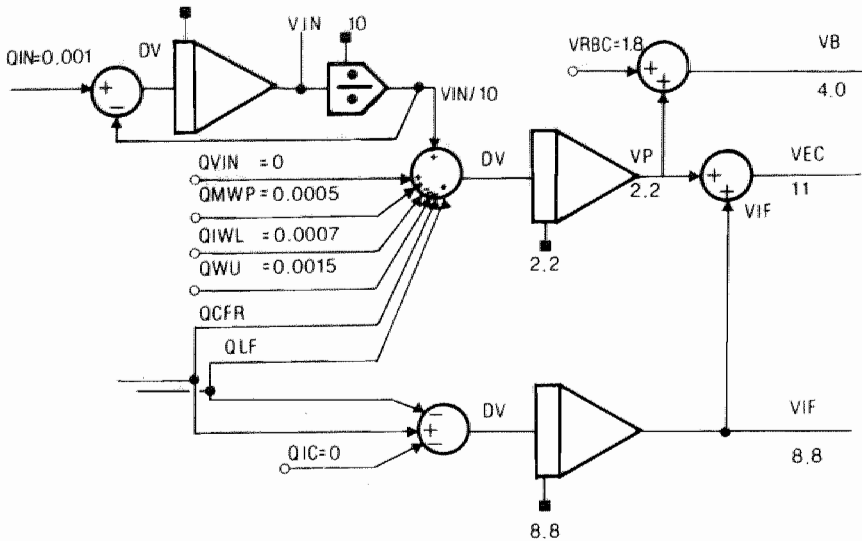 VIN
10
DV
QIN=0.001
VRBC=1.8
VB
4.0
VIN/10
QVIN = 0
DV
VP
2.2
VEC
11
QMWP = 0.0005
VIF
QIWL = 0.0007
QWU = 0.0015
2.2
QCFR
QLF
DV
VIF
QIC=0
8.8
8.8